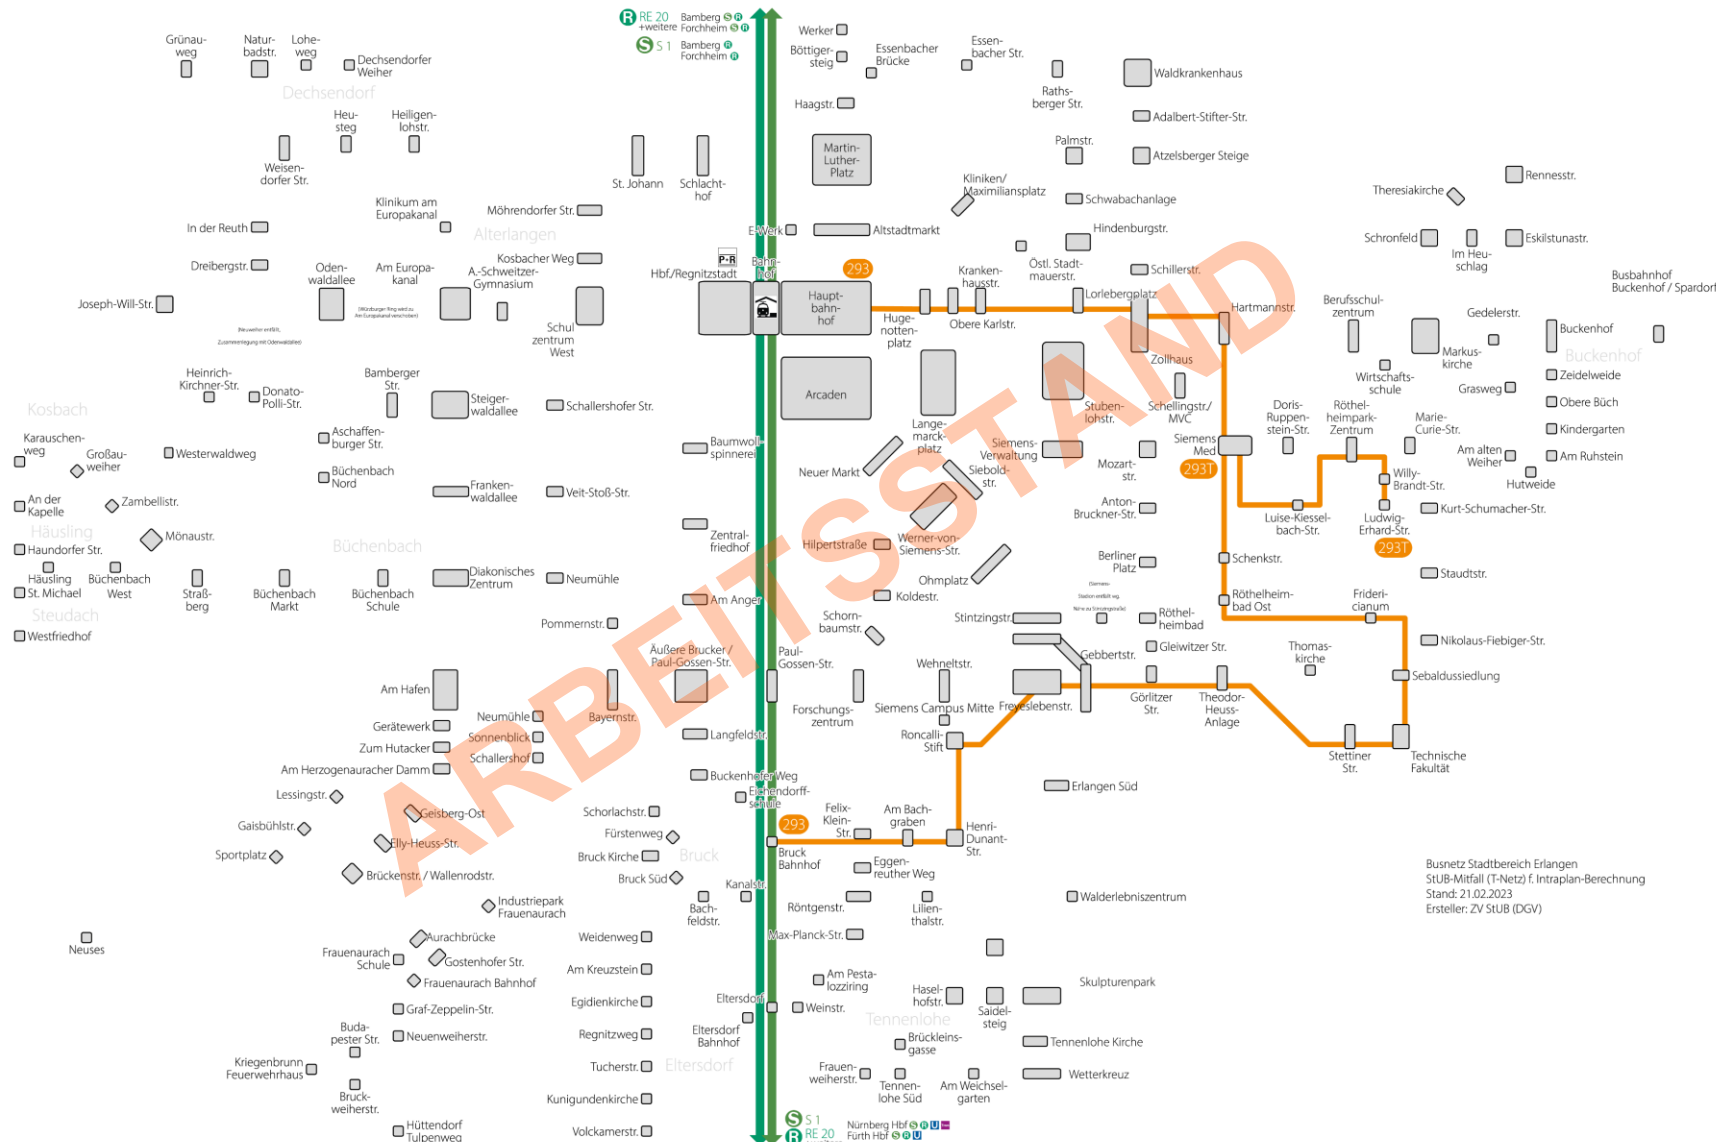 RE 20
+weitere
Bamberg S R
Forchheim S R
S 1
Bamberg R
Forchheim R
Grünau-
weg
Natur-
badstr.
Lohe-
weg
Dechsendorfer
Weiher
Dechsendorf
Werker
Böttiger-
steig
Essenbacher
Brücke
Essen-
bacher Str.
Raths-
berger Str.
Waldkrankenhaus
Haagstr.
Adalbert-Stifter-Str.
Heu-
steg
Heiligen-
lohstr.
Weisen-
dorfer Str.
St. Johann
Schlacht-
hof
Martin-
Luther-
Platz
Palmstr.
Atzelsberger Steige
Kliniken/
Maximiliansplatz
Schwabachanlage
Theresiakirche
Rennesstr.
Klinikum am
Europakanal
Möhrendorfer Str.
In der Reuth
Alterlangen
E-Werk
Altstadtmarkt
Hindenburgstr.
Schronfeld
Im Heu-
schlag
Eskilstunastr.
Dreibergstr.
Oden-
waldallee
Am Europa-
kanal
A.-Schweitzer-
Gymnasium
Kosbacher Weg
P+R
Hbf./Regnitzstadt
Bahn-
hof
293
Kranken-
hausstr.
Östl. Stadt-
mauerstr.
Schillerstr.
Busbahnhof
Buckenhof / Spardorf
Joseph-Will-Str.
(Würzburger Ring wird zu
Am Europakanal verschoben)
(Neuweiher entfällt,
Zusammenlegung mit Odenwaldallee)
Schul
zentrum
West
Haupt-
bahn-
hof
Huge-
notten-
platz
Obere Karlstr.
Lorlebergplatz
Zollhaus
Hartmannstr.
Berufsschul-
zentrum
Markus-
kirche
Gedelerstr.
Buckenhof
Buckenhof
Wirtschafts-
schule
Zeidelweide
Grasweg
Obere Büch
Kindergarten
Am Ruhstein
Am alten
Weiher
Hutweide
Heinrich-
Kirchner-Str.
Donato-
Polli-Str.
Bamberger
Str.
Steiger-
waldallee
Schallershofer Str.
Arcaden
Lange-
marck-
platz
Stuben-
lohstr.
Schellingstr./
MVC
Doris-
Ruppen-
stein-Str.
Röthel-
heimpark-
Zentrum
Marie-
Curie-Str.
Kosbach
Karauschen-
weg
Großau-
weiher
Westerwaldweg
Aschaffen-
burger Str.
Büchenbach
Nord
Baumwoll-
spinnerei
Neuer Markt
Siebold-
str.
Siemens-
Verwaltung
Mozart-
str.
Siemens
Med
293T
Willy-
Brandt-Str.
An der
Kapelle
Zambellistr.
Franken-
waldallee
Veit-Stoß-Str.
Zentral-
friedhof
Hilpertstraße
Werner-von-
Siemens-Str.
Anton-
Bruckner-Str.
Luise-Kiessel-
bach-Str.
Ludwig-
Erhard-Str.
293T
Kurt-Schumacher-Str.
Häusling
Haundorfer Str.
Mönaustr.
Büchenbach
Häusling
St. Michael
Büchenbach
West
Straß-
berg
Büchenbach
Markt
Büchenbach
Schule
Diakonisches
Zentrum
Neumühle
Ohmplatz
Berliner
Platz
Schenkstr.
Staudtstr.
Steudach
Westfriedhof
Am Anger
Koldestr.
Pommernstr.
Schorn-
baumstr.
Stintzingstr.
Röthel-
heimbad
Röthelheim-
bad Ost
Frideri-
cianum
Nikolaus-Fiebiger-Str.
Äußere Brucker /
Paul-Gossen-Str.
Paul-
Gossen-Str.
Wehneltstr.
Gebbertstr.
Gleiwitzer Str.
Thomas-
kirche
Sebaldussiedlung
Am Hafen
Bayernstr.
Forschungs-
zentrum
Siemens Campus Mitte
Freyeslebenstr.
Görlitzer
Str.
Theodor-
Heuss-
Anlage
Gerätewerk
Neumühle
Sonnenblick
Schallershof
Zum Hutacker
Am Herzogenauracher Damm
Langfeldstr.
Roncalli-
Stift
Stettiner
Str.
Technische
Fakultät
Buckenhofer Weg
Eichendorff-
schule
Erlangen Süd
Lessingstr.
Geisberg-Ost
Schorlachstr.
Gaisbühlstr.
Elly-Heuss-Str.
Fürstenweg
293
Felix-
Klein-
Str.
Am Bach-
graben
Henri-
Dunant-
Str.
Sportplatz
Brückenstr. / Wallenrodstr.
Bruck Kirche
Bruck
Bruck
Bahnhof
Bruck Süd
Eggen-
reuther Weg
Busnetz Stadtbereich Erlangen
StUB-Mitfall (T-Netz) f. Intraplan-Berechnung
Stand: 21.02.2023
Ersteller: ZV StUB (DGV)
Industriepark
Frauenaurach
Bach-
feldstr.
Kanalstr.
Röntgenstr.
Lilien-
thalstr.
Walderlebniszentrum
Neuses
Aurachbrücke
Frauenaurach
Schule
Gostenhofer Str.
Frauenaurach Bahnhof
Weidenweg
Max-Planck-Str.
Am Kreuzstein
Am Pesta-
lozziring
Skulpturenpark
Graf-Zeppelin-Str.
Egidienkirche
Eltersdorf
Eltersdorf
Bahnhof
Weinstr.
Hasel-
hofstr.
Saidel-
steig
Tennenlohe
Buda-
pester Str.
Neuenweiherstr.
Regnitzweg
Brückleins-
gasse
Tennenlohe Kirche
Kriegenbrunn
Feuerwehrhaus
Tucherstr.
Eltersdorf
Frauen-
weiherstr.
Tennen-
lohe Süd
Am Weichsel-
garten
Wetterkreuz
Bruck-
weiherstr.
Kunigundenkirche
Hüttendorf
Tulpenweg
Volckamerstr.
S 1
RE 20
Nürnberg Hbf S R U
Fürth Hbf S R U
ARBEITSSTAND